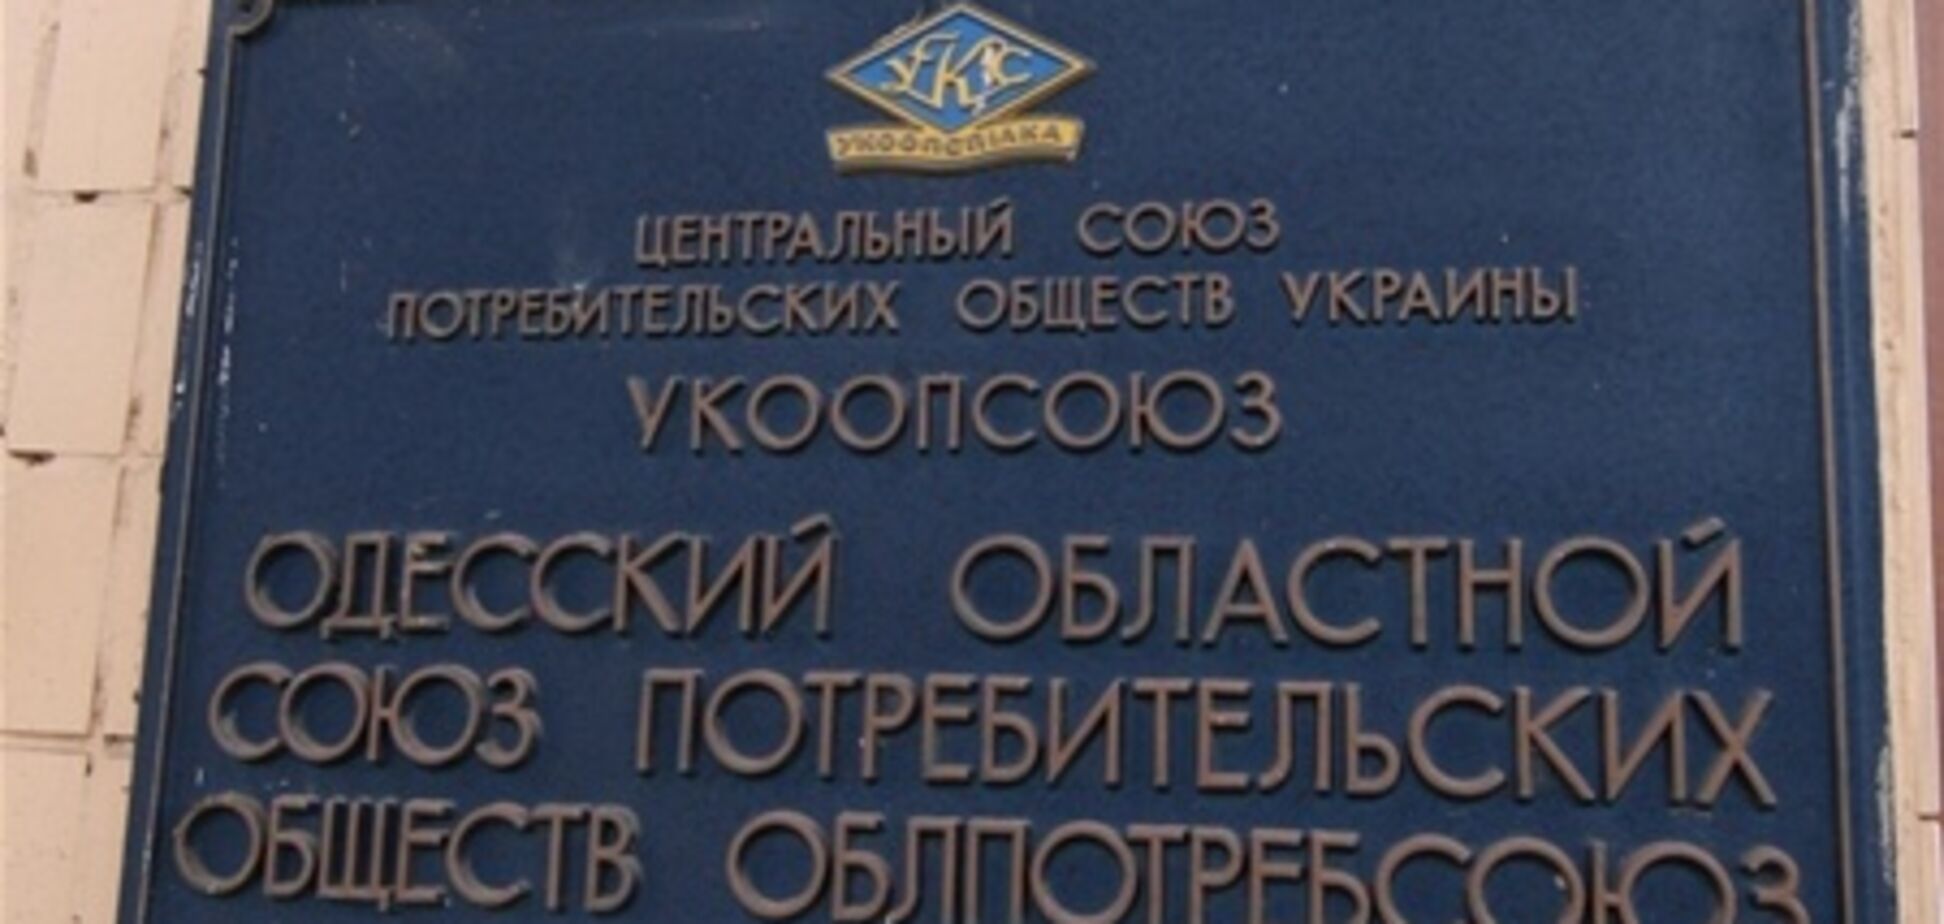 УКС
УКООПСПІЛКА
ЦЕНТРАЛЬНЫЙ СОЮЗ
ПОТРЕБИТЕЛЬСКИХ ОБЩЕСТВ УКРАИНЫ
УКООПСОЮЗ
ОДЕССКИЙ ОБЛАСТНОЙ
СОЮЗ ПОТРЕБИТЕЛЬСКИХ
ОБЩЕСТВ ОБЛПОТРЕБСОЮЗ